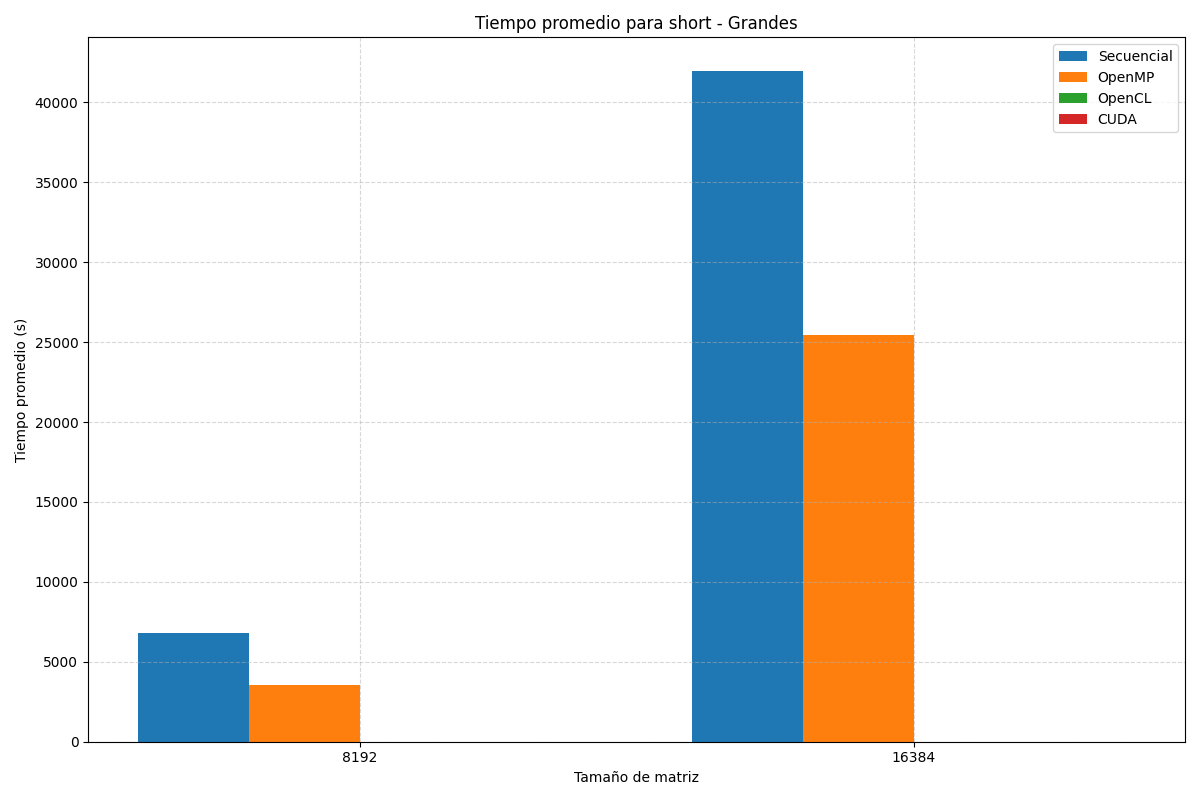 Tiempo promedio para short - Grandes
Secuencial
OpenMP
OpenCL
CUDA
Tiempo promedio (s)
40000
35000
30000
25000
20000
15000
10000
5000
0
8192
16384
Tamaño de matriz